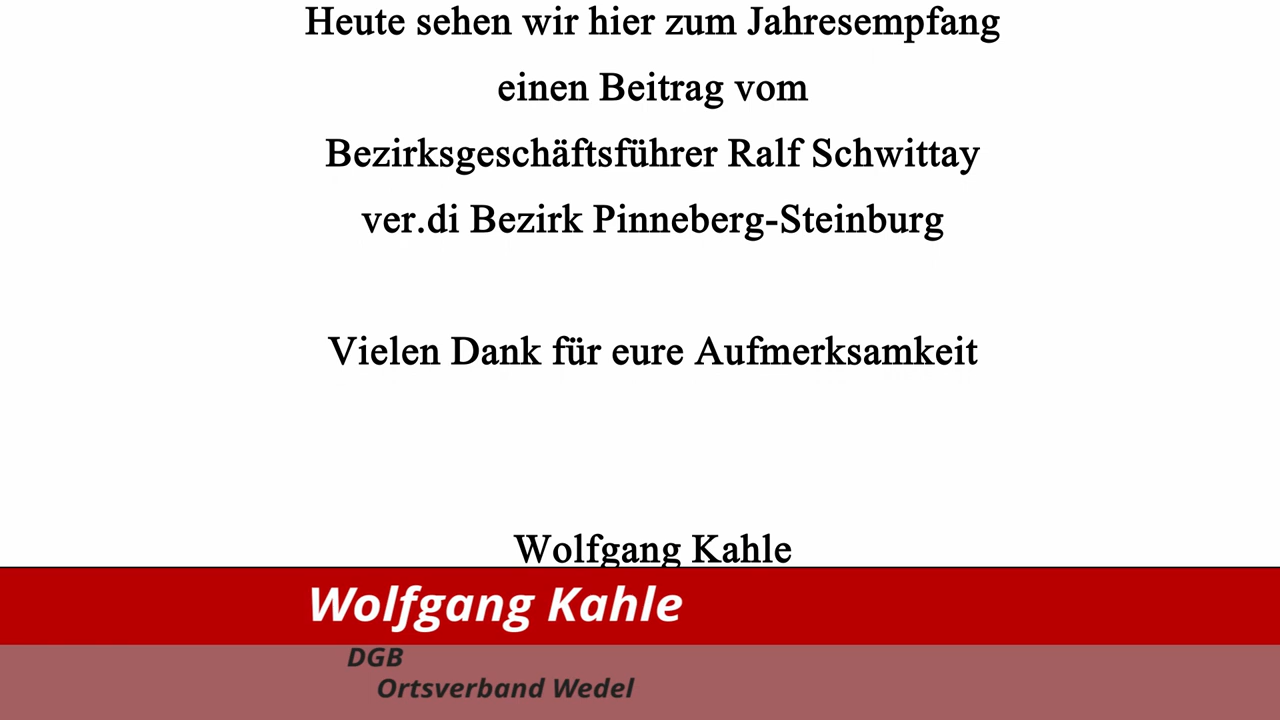 Heute sehen wir hier zum Jahresempfang
einen Beitrag vom
Bezirksgeschäftsführer Ralf Schwittay
ver.di Bezirk Pinneberg-Steinburg
Vielen Dank für eure Aufmerksamkeit
Wolfgang Kahle
Wolfgang Kahle
DGB
Ortsverband Wedel